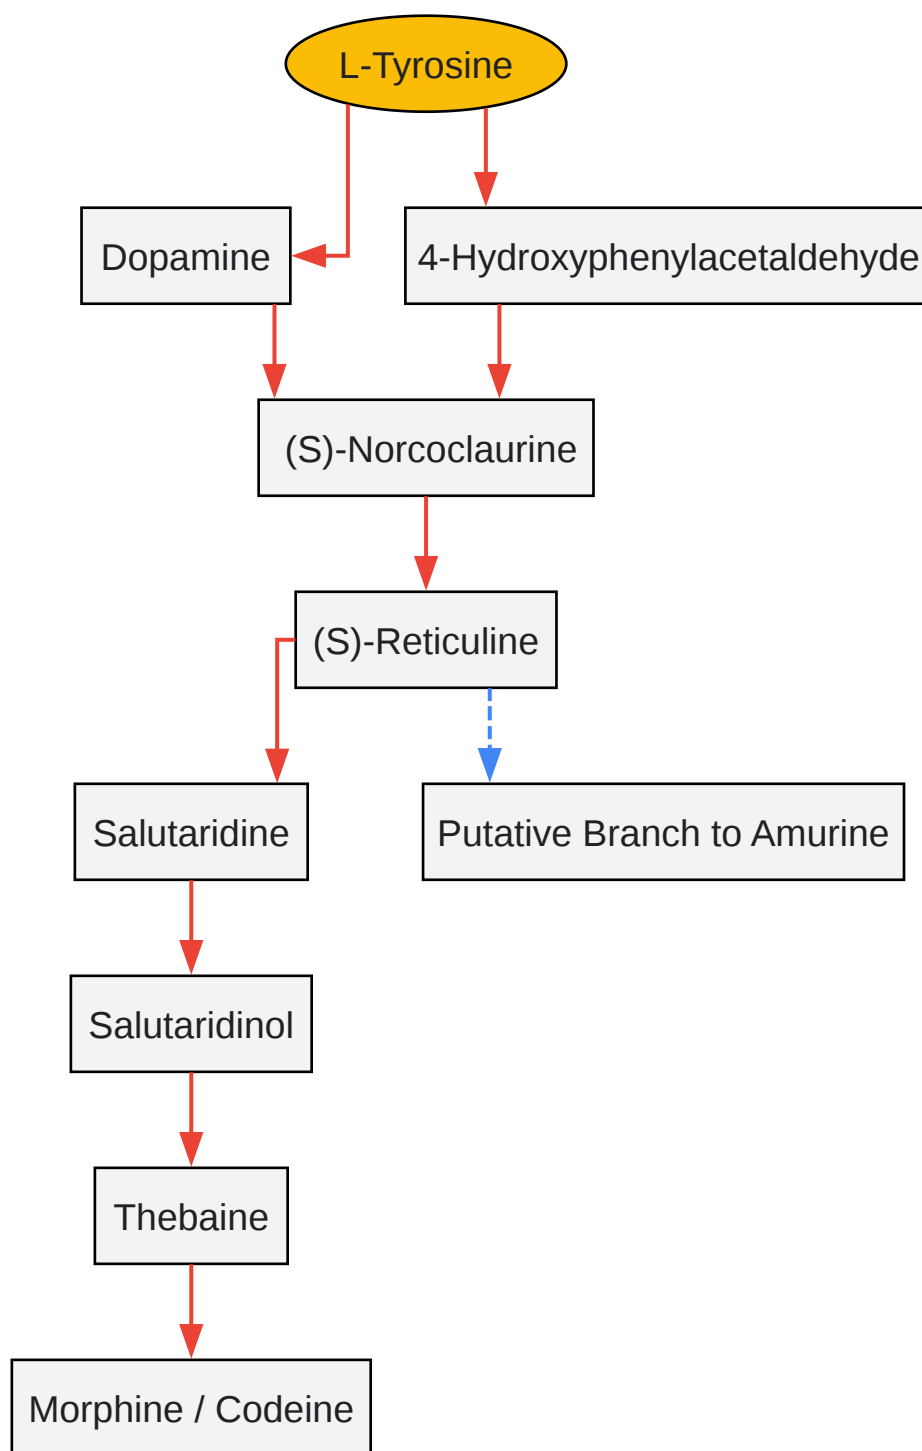 L-Tyrosine
Dopamine
4-Hydroxyphenylacetaldehyde
(S)-Norcoclaurine
(S)-Reticuline
Salutaridine
Putative Branch to Amurine
Salutaridinol
Thebaine
Morphine / Codeine